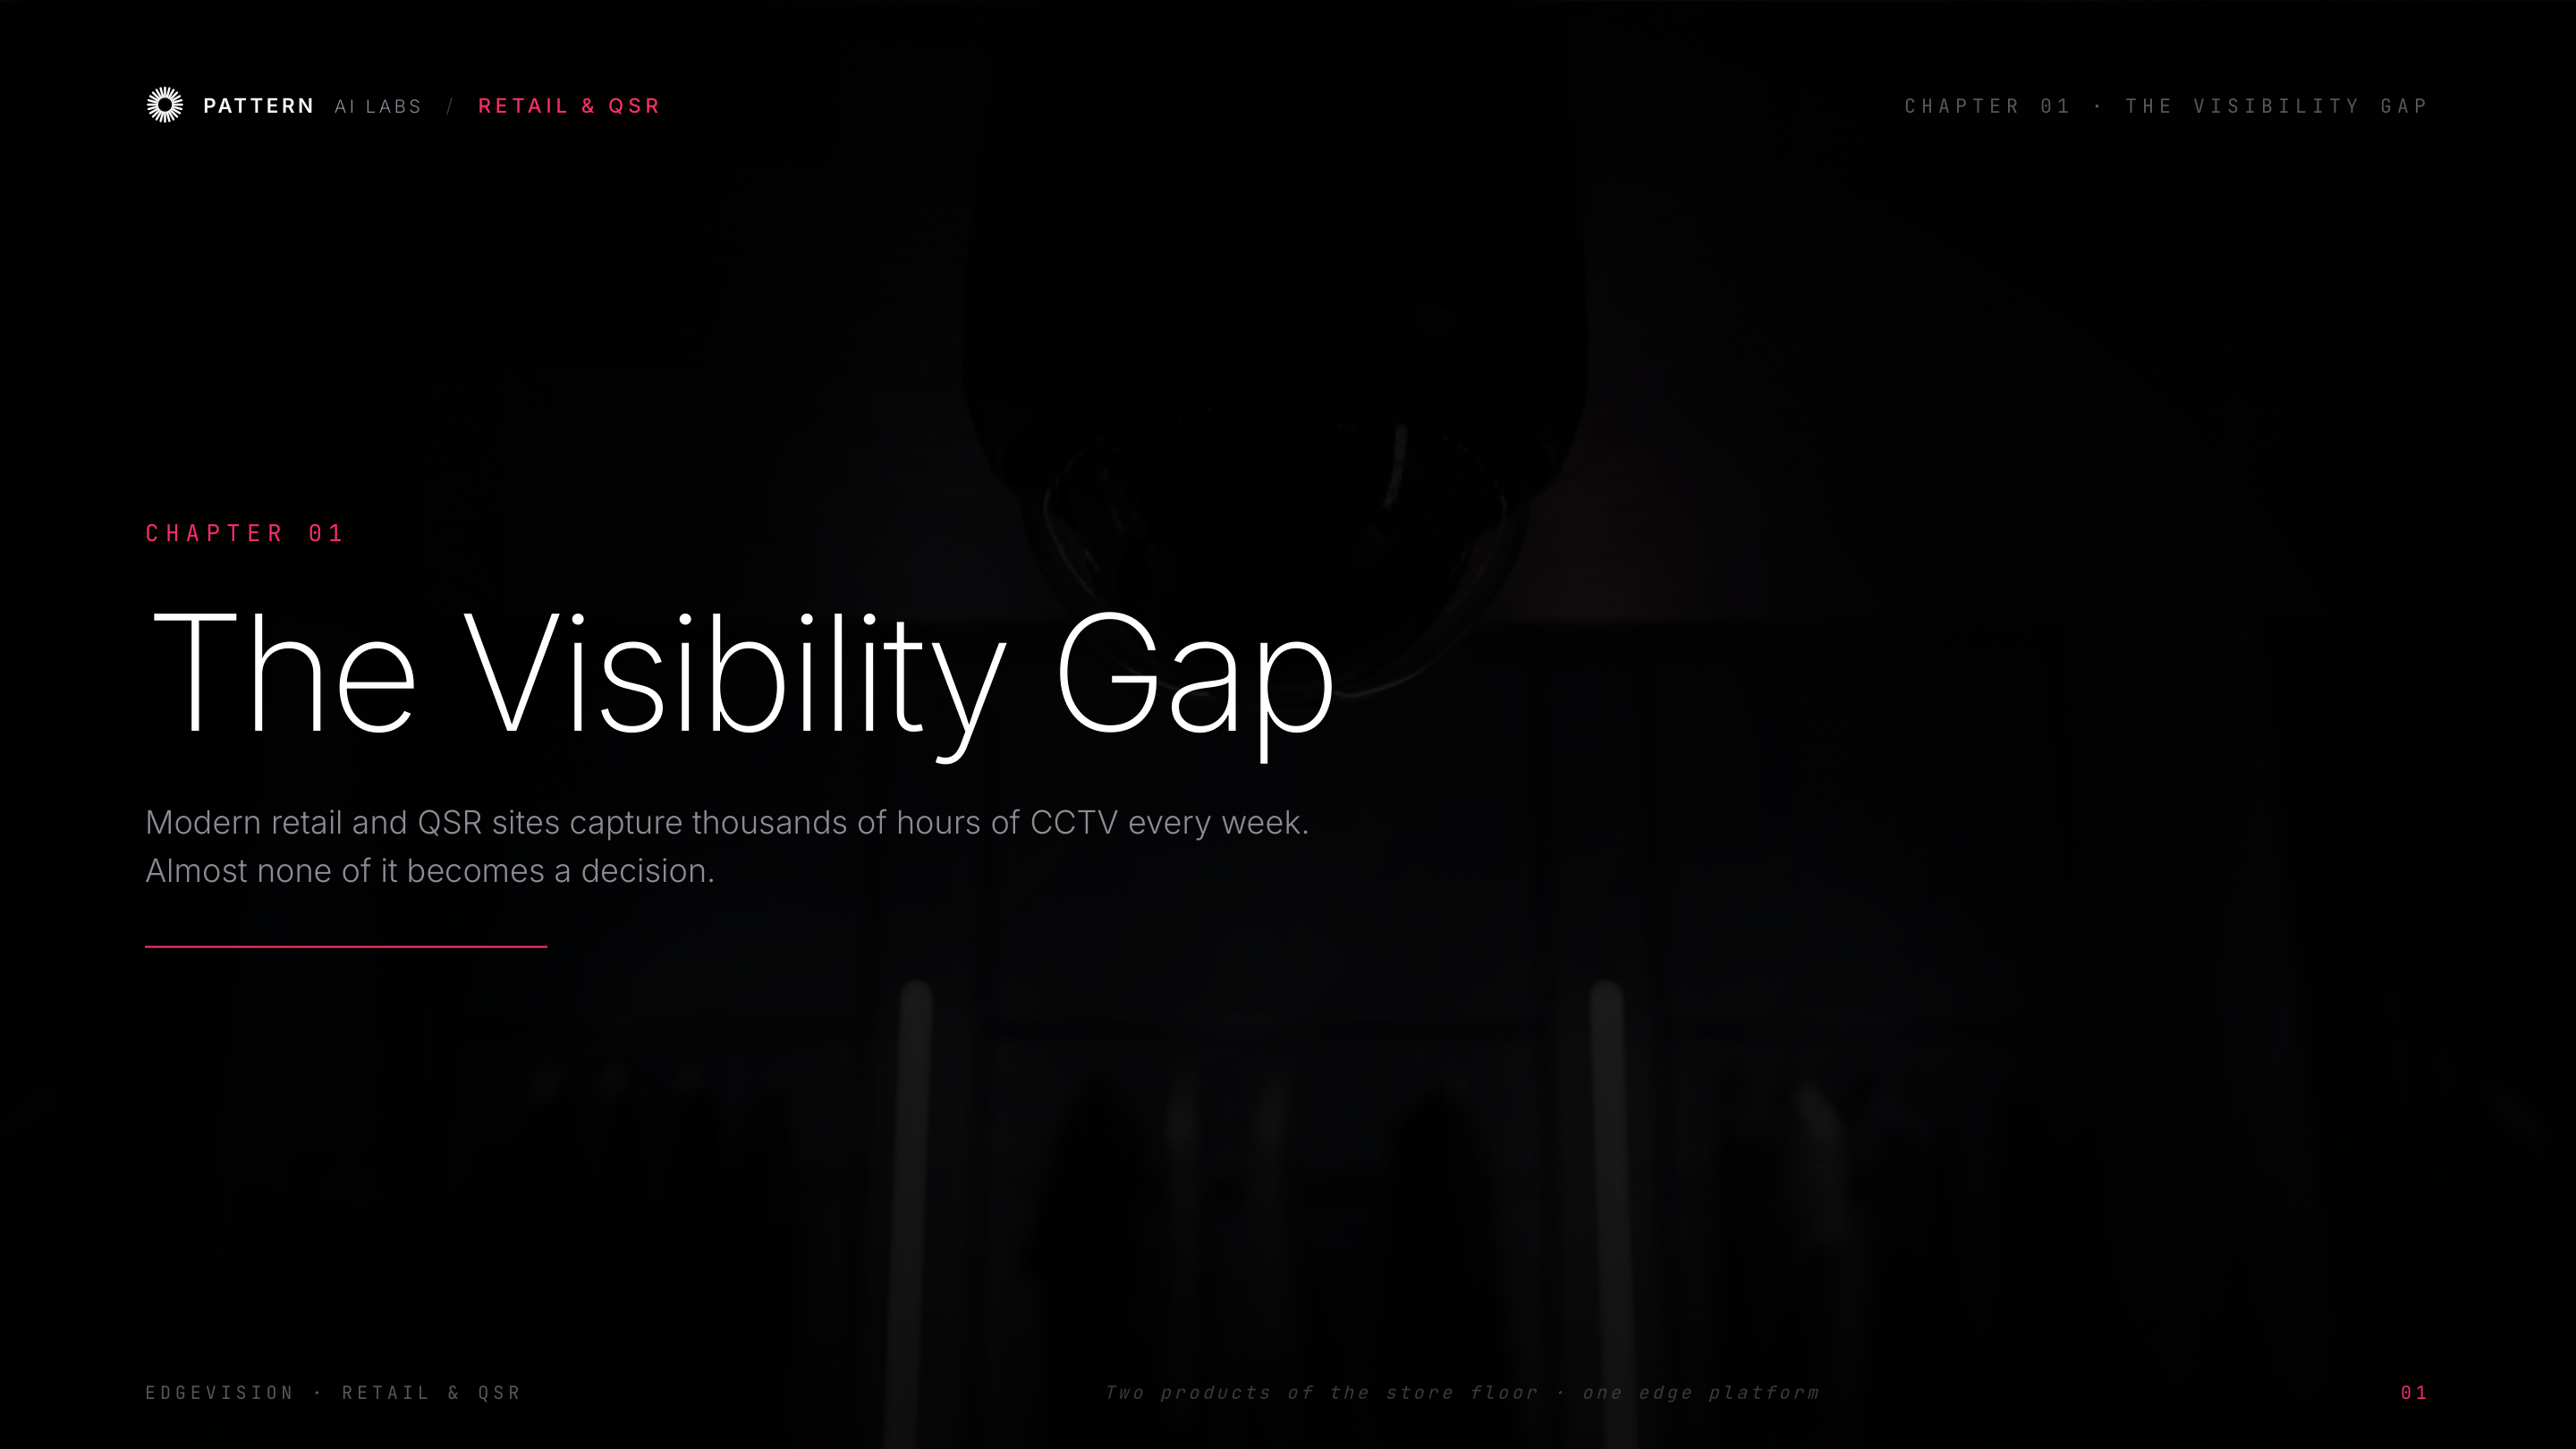 PATTERN AI LABS / RETAIL & QSR
CHAPTER 01 · THE VISIBILITY GAP
CHAPTER 01
The Visibility Gap
Modern retail and QSR sites capture thousands of hours of CCTV every week.
Almost none of it becomes a decision.
EDGEVISION · RETAIL & QSR
Two products of the store floor · one edge platform
01